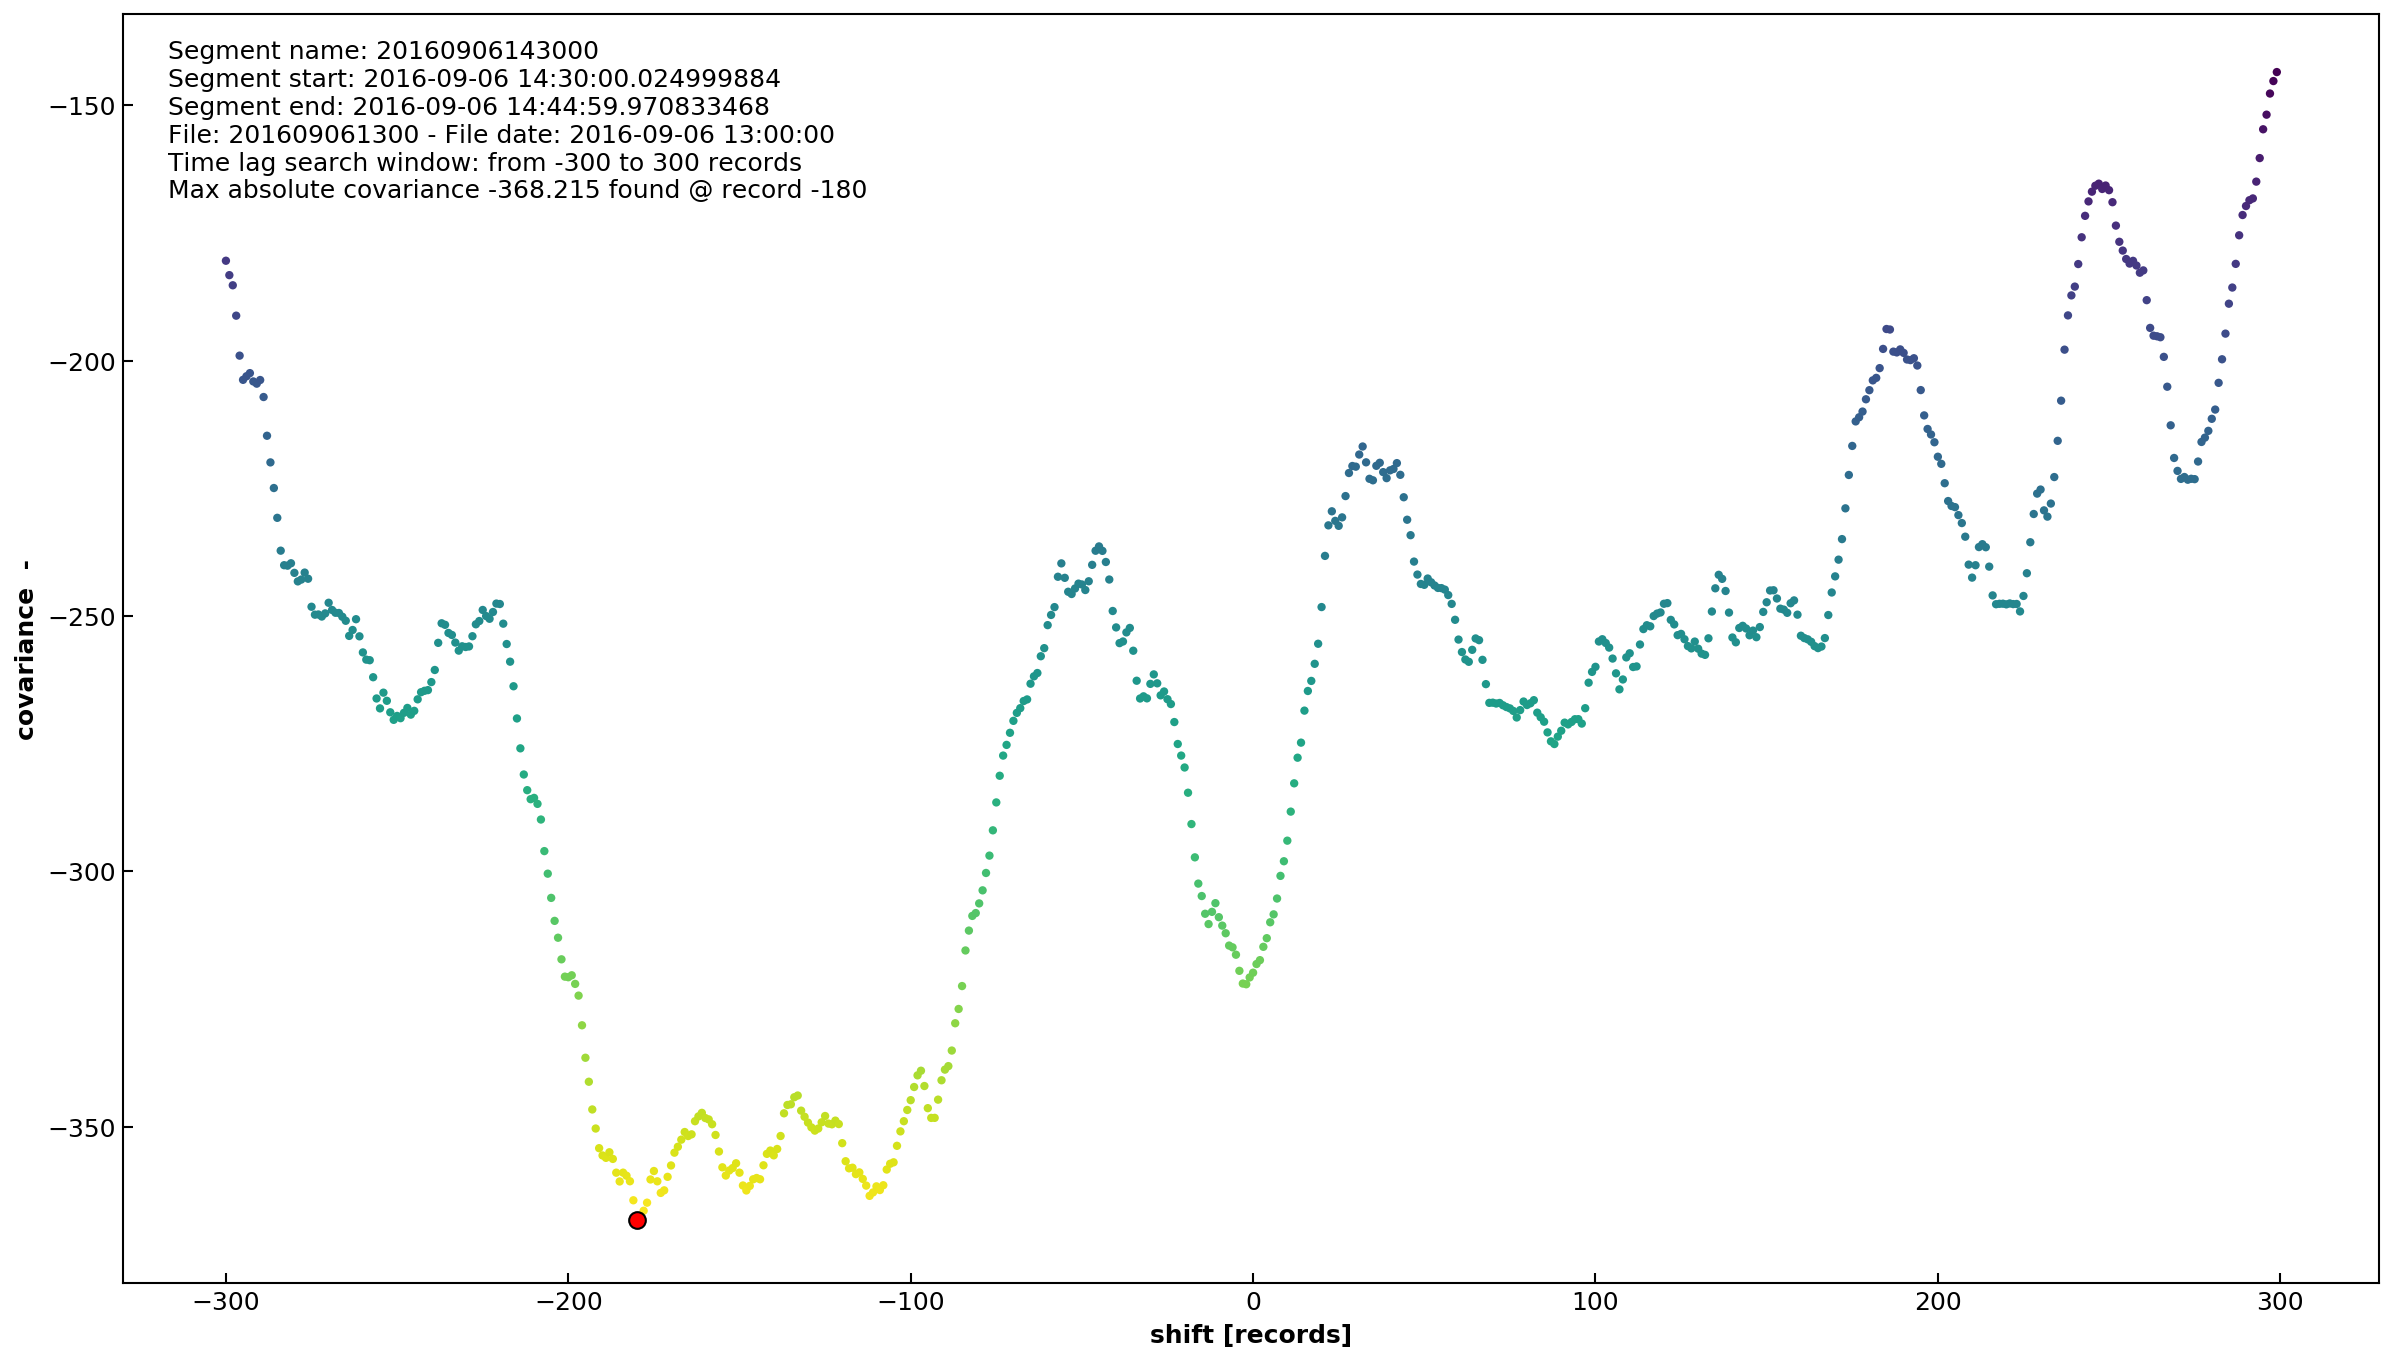 Segment name: 20160906143000
Segment start: 2016-09-06 14:30:00.024999884
Segment end: 2016-09-06 14:44:59.970833468
File: 201609061300 - File date: 2016-09-06 13:00:00
Time lag search window: from -300 to 300 records
Max absolute covariance -368.215 found @ record -180
−150
−200
−250
−300
−350
covariance -
−300 −200 −100 0 100 200 300
shift [records]